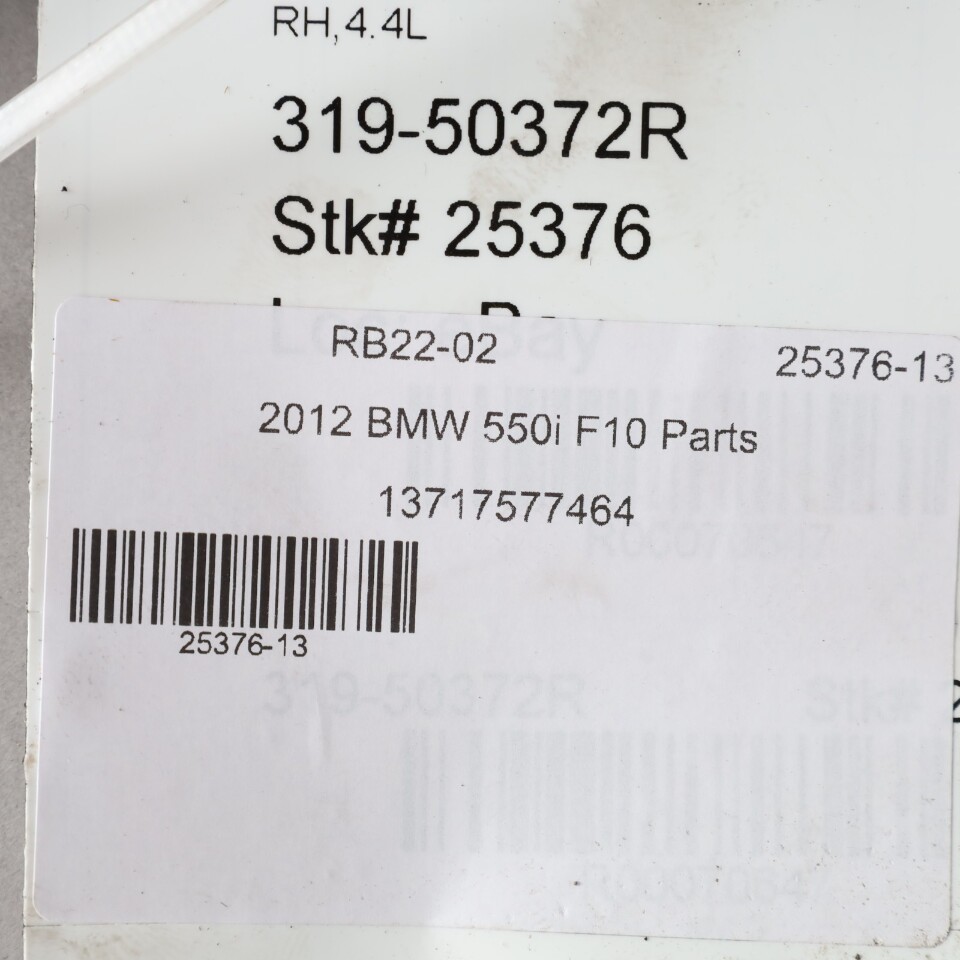 RH,4.4L
319-50372R
Stk# 25376
RB22-02 25376-13
2012 BMW 550i F10 Parts
13717577464
25376-13
319-50372R Stk# 2